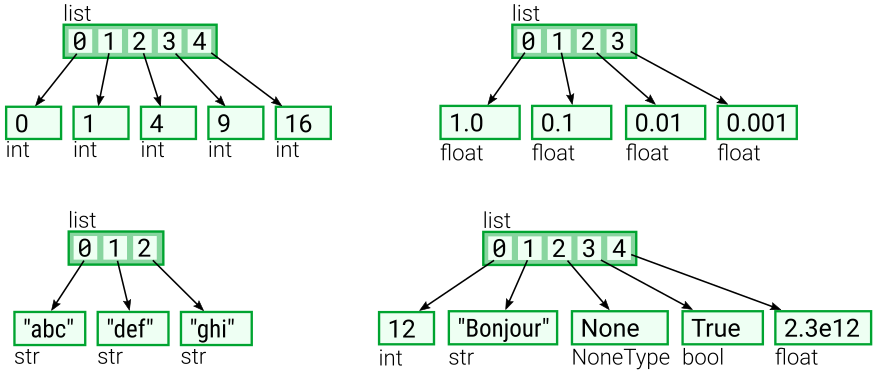 list
0 1 2 3 4
0 1 4 9 16
int int int int int
list
0 1 2 3
1.0 0.1 0.01 0.001
float float float float
list
0 1 2
"abc" "def" "ghi"
str str str
list
0 1 2 3 4
12 "Bonjour" None True 2.3e12
int str NoneType bool float